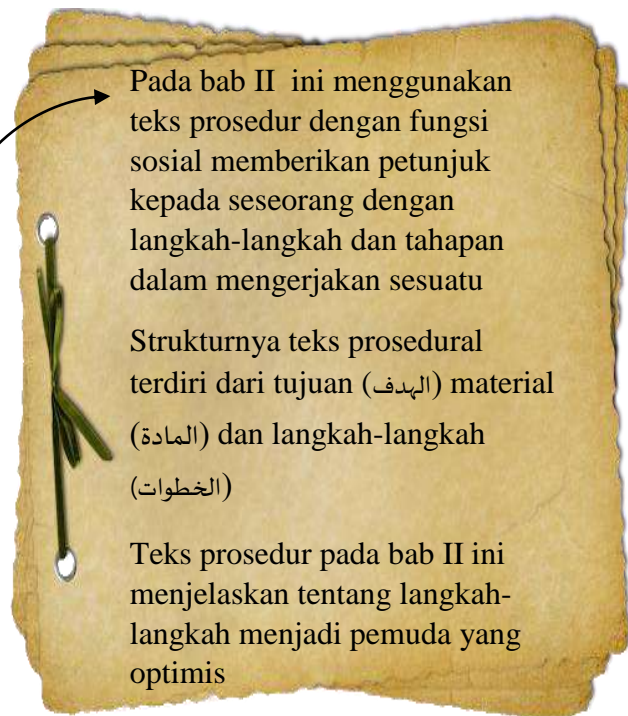 Pada bab II ini menggunakan
teks prosedur dengan fungsi
sosial memberikan petunjuk
kepada seseorang dengan
langkah-langkah dan tahapan
dalam mengerjakan sesuatu
Strukturnya teks prosedural
terdiri dari tujuan (الهدف) material
(المادة) dan langkah-langkah
(الخطوات)
Teks prosedur pada bab II ini
menjelaskan tentang langkah-
langkah menjadi pemuda yang
optimis